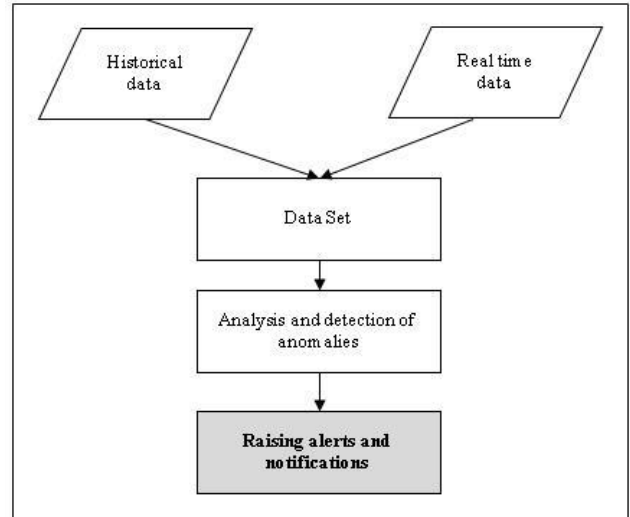 Historical
data
Real time
data
Data Set
Analysis and detection of
anomalies
Raising alerts and
notifications